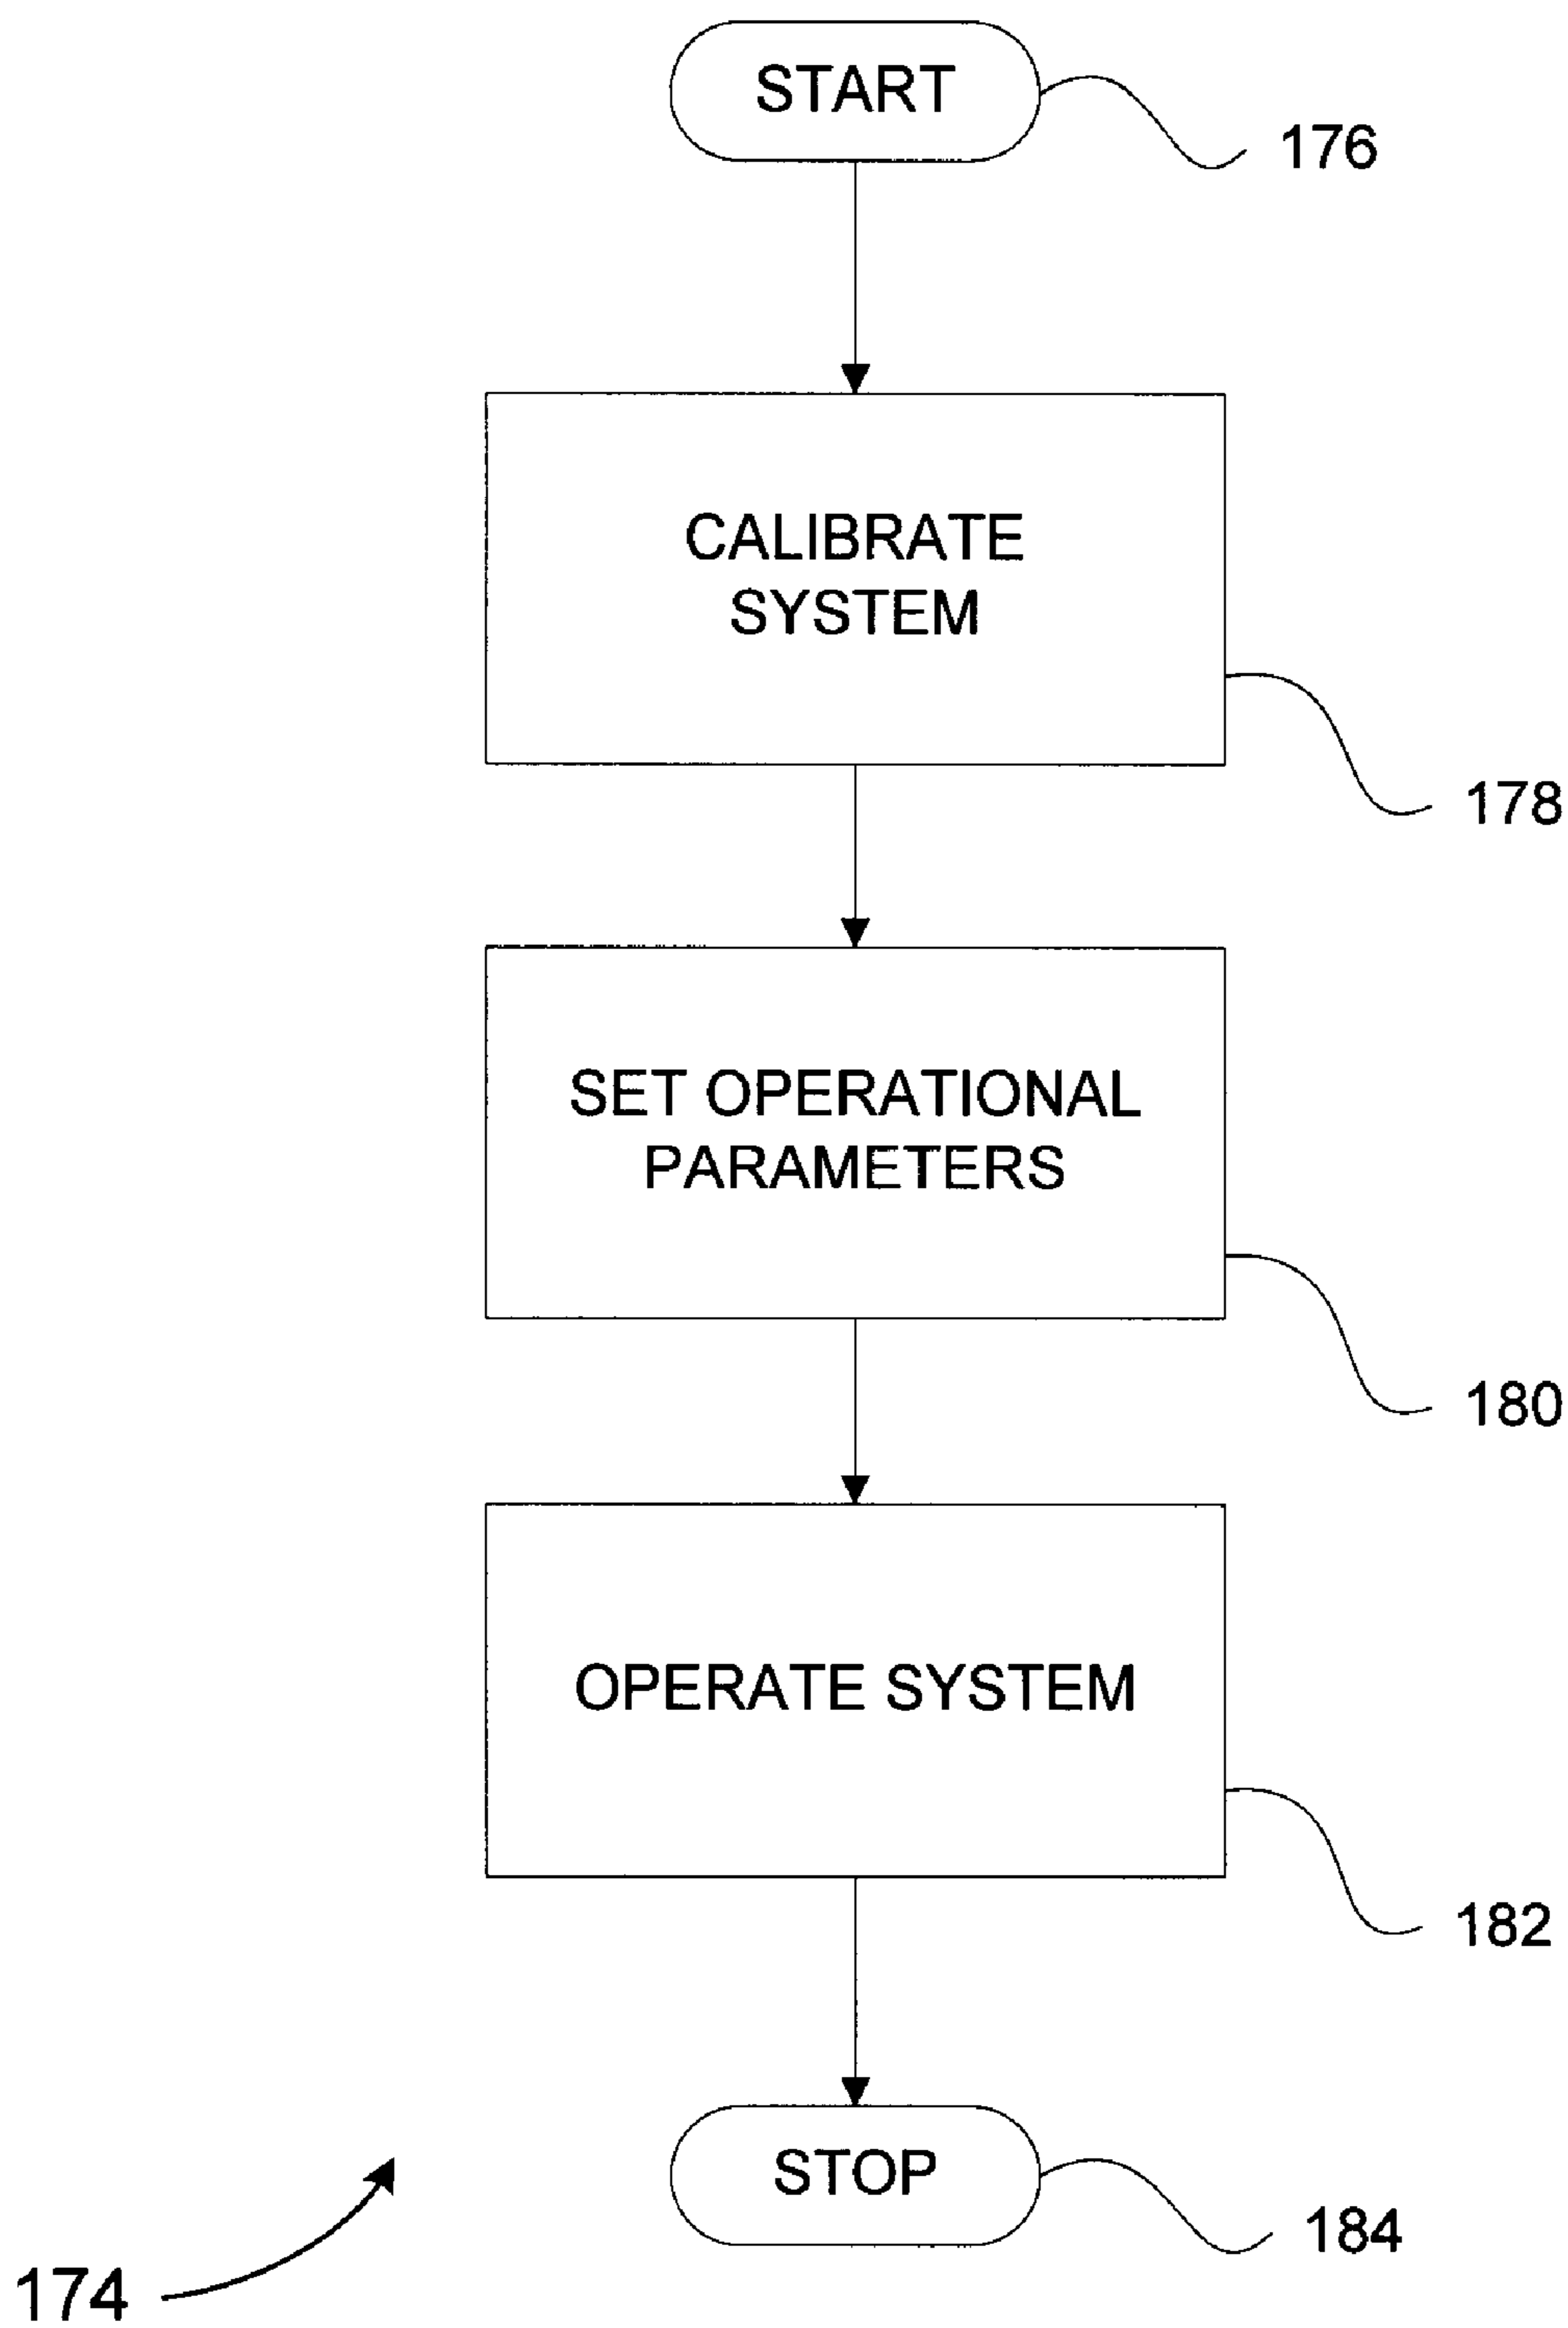 START
176
CALIBRATE
SYSTEM
178
SET OPERATIONAL
PARAMETERS
180
OPERATE SYSTEM
182
STOP
184
174